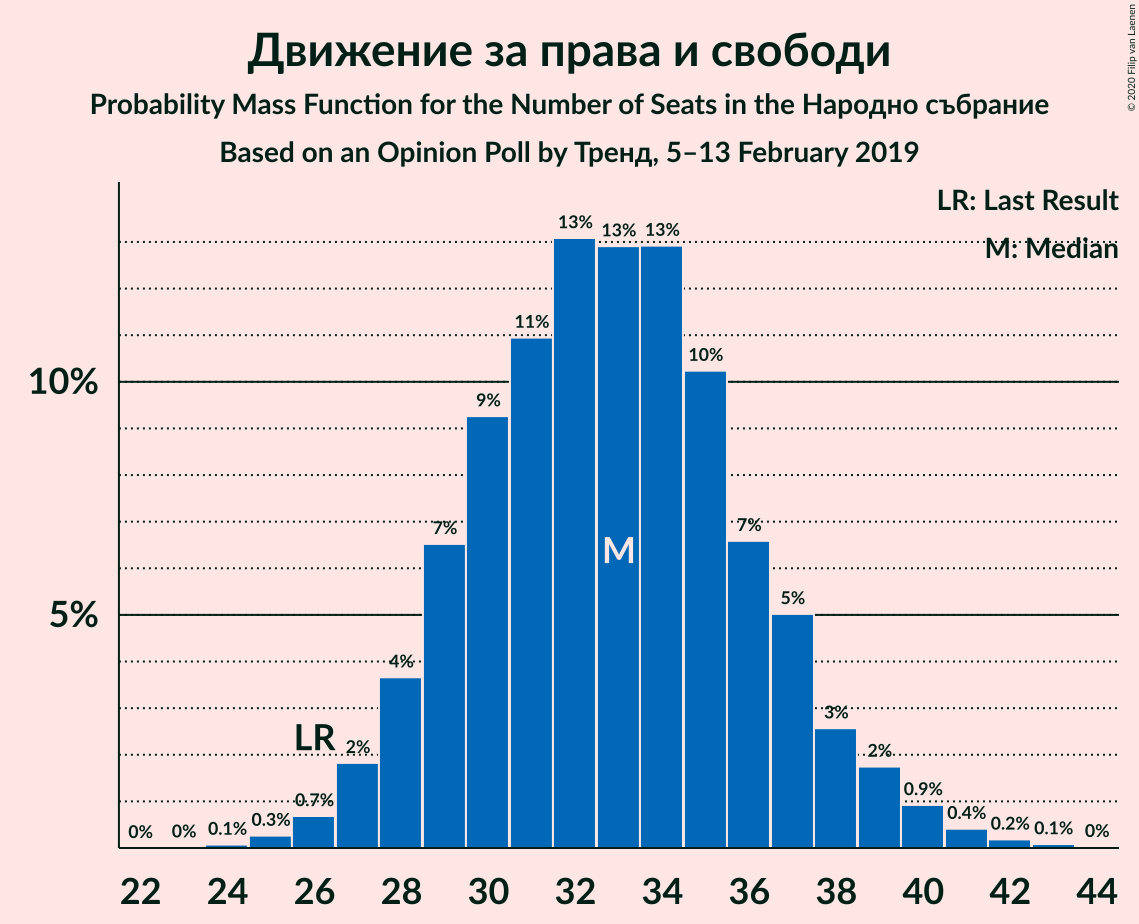 Движение за права и свободи
Probability Mass Function for the Number of Seats in the Народно събрание
Based on an Opinion Poll by Тренд, 5–13 February 2019
© 2020 Filip van Laenen
LR: Last Result
M: Median
10%
5%
0%
0%
0.1%
0.3%
0.7%
LR
2%
4%
7%
9%
11%
13%
13%
M
13%
10%
7%
5%
3%
2%
0.9%
0.4%
0.2%
0.1%
0%
22 24 26 28 30 32 34 36 38 40 42 44